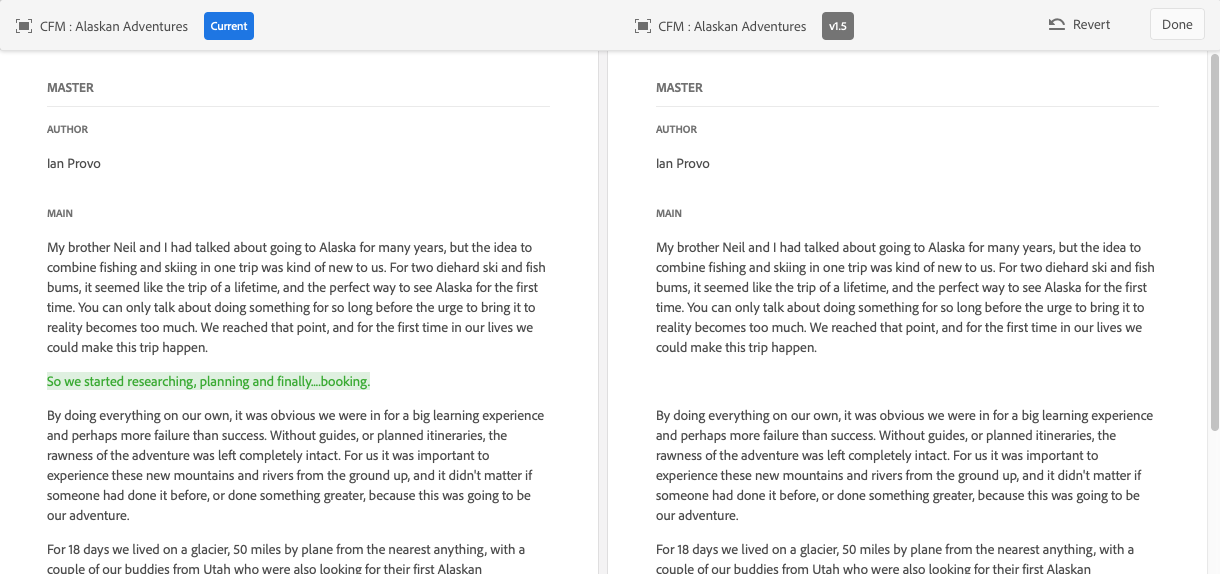 CFM : Alaskan Adventures
Current
CFM : Alaskan Adventures
v1.5
Revert
Done
MASTER
AUTHOR
Ian Provo
MAIN
My brother Neil and I had talked about going to Alaska for many years, but the idea to
combine fishing and skiing in one trip was kind of new to us. For two diehard ski and fish
bums, it seemed like the trip of a lifetime, and the perfect way to see Alaska for the first
time. You can only talk about doing something for so long before the urge to bring it to
reality becomes too much. We reached that point, and for the first time in our lives we
could make this trip happen.
So we started researching, planning and finally....booking.
By doing everything on our own, it was obvious we were in for a big learning experience
and perhaps more failure than success. Without guides, or planned itineraries, the
rawness of the adventure was left completely intact. For us it was important to
experience these new mountains and rivers from the ground up, and it didn't matter if
someone had done it before, or done something greater, because this was going to be
our adventure.
For 18 days we lived on a glacier, 50 miles by plane from the nearest anything, with a
couple of our buddies from Utah who were also looking for their first Alaskan
MASTER
AUTHOR
Ian Provo
MAIN
My brother Neil and I had talked about going to Alaska for many years, but the idea to
combine fishing and skiing in one trip was kind of new to us. For two diehard ski and fish
bums, it seemed like the trip of a lifetime, and the perfect way to see Alaska for the first
time. You can only talk about doing something for so long before the urge to bring it to
reality becomes too much. We reached that point, and for the first time in our lives we
could make this trip happen.
By doing everything on our own, it was obvious we were in for a big learning experience
and perhaps more failure than success. Without guides, or planned itineraries, the
rawness of the adventure was left completely intact. For us it was important to
experience these new mountains and rivers from the ground up, and it didn't matter if
someone had done it before, or done something greater, because this was going to be
our adventure.
For 18 days we lived on a glacier, 50 miles by plane from the nearest anything, with a
couple of our buddies from Utah who were also looking for their first Alaskan